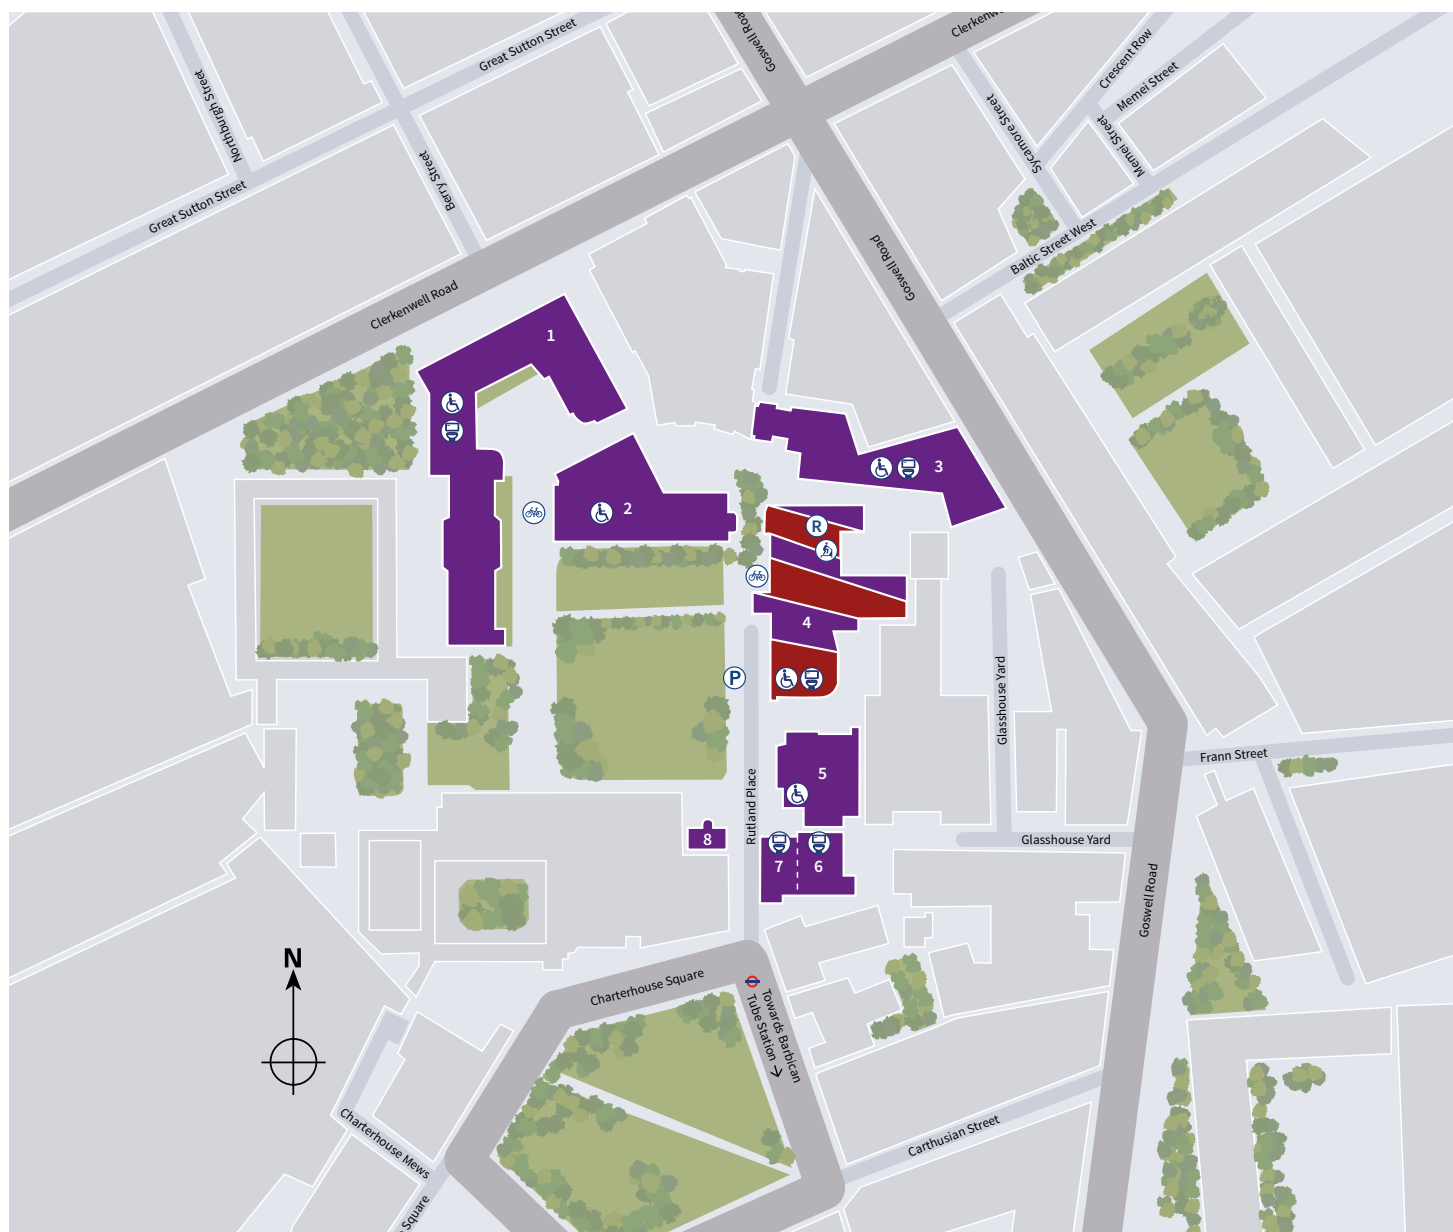 Goswell Road
Clerkenw
Great Sutton Street
Crescent Row
Memel Street
Northburgh Street
Sycamore Street
Memel Street
Berry Street
Great Sutton Street
Baltic Street West
Goswell Road
Clerkenwell Road
1
3
2
R
4
P
Glasshouse Yard
Frann Street
5
Rutland Place
8
7
6
Glasshouse Yard
Goswell Road
N
Charterhouse Square
Towards Barbican
Tube Station →
Charterhouse Mews
Carthusian Street
Square